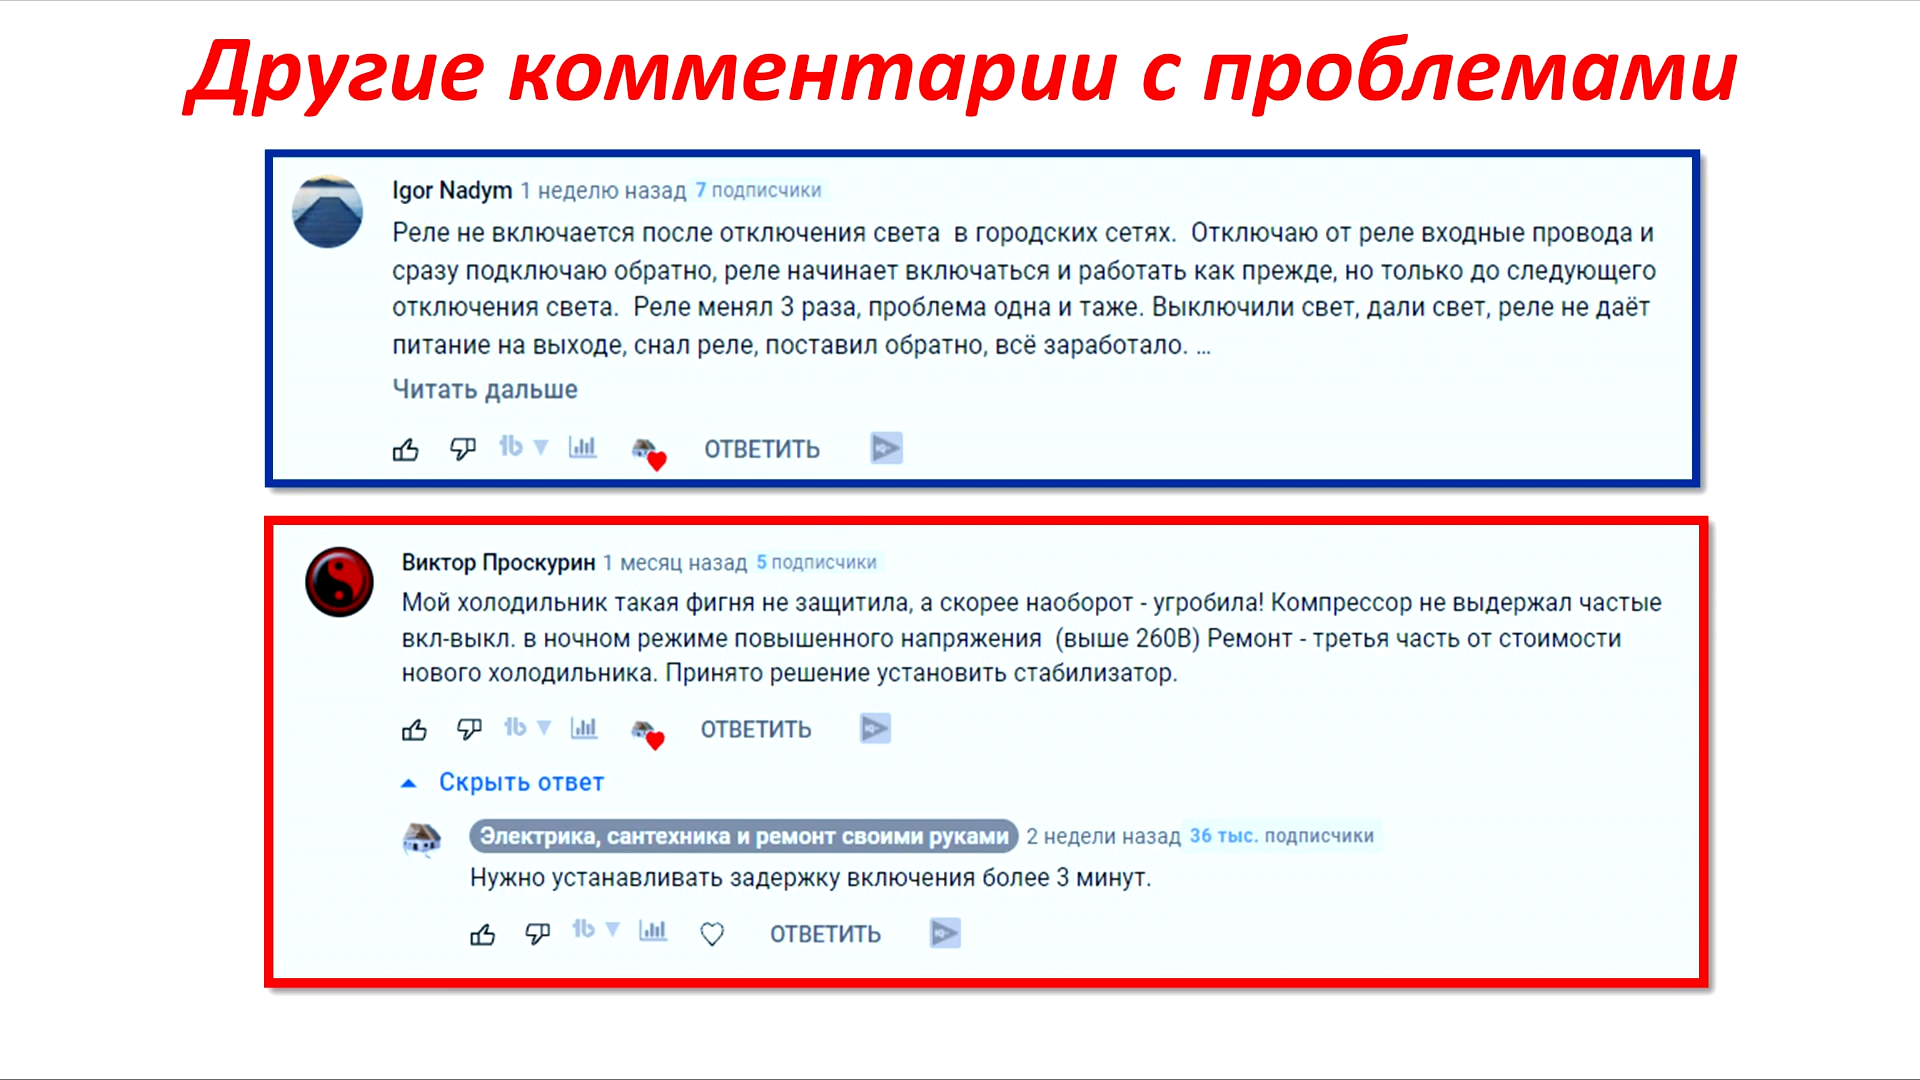 Другие комментарии с проблемами
Igor Nadym 1 неделю назад 7 подписчики
Реле не включается после отключения света в городских сетях. Отключаю от реле входные провода и
сразу подключаю обратно, реле начинает включаться и работать как прежде, но только до следующего
отключения света. Реле менял 3 раза, проблема одна и таже. Выключили свет, дали свет, реле не даёт
питание на выходе, снал реле, поставил обратно, всё заработало. ...
Читать дальше
ОТВЕТИТЬ
Виктор Проскурин 1 месяц назад 5 подписчики
Мой холодильник такая фигня не защитила, а скорее наоборот - угробила! Компрессор не выдержал частые
вкл-выкл. в ночном режиме повышенного напряжения (выше 260В) Ремонт - третья часть от стоимости
нового холодильника. Принято решение установить стабилизатор.
ОТВЕТИТЬ
Скрыть ответ
Электрика, сантехника и ремонт своими руками 2 недели назад 36 тыс. подписчики
Нужно устанавливать задержку включения более 3 минут.
ОТВЕТИТЬ